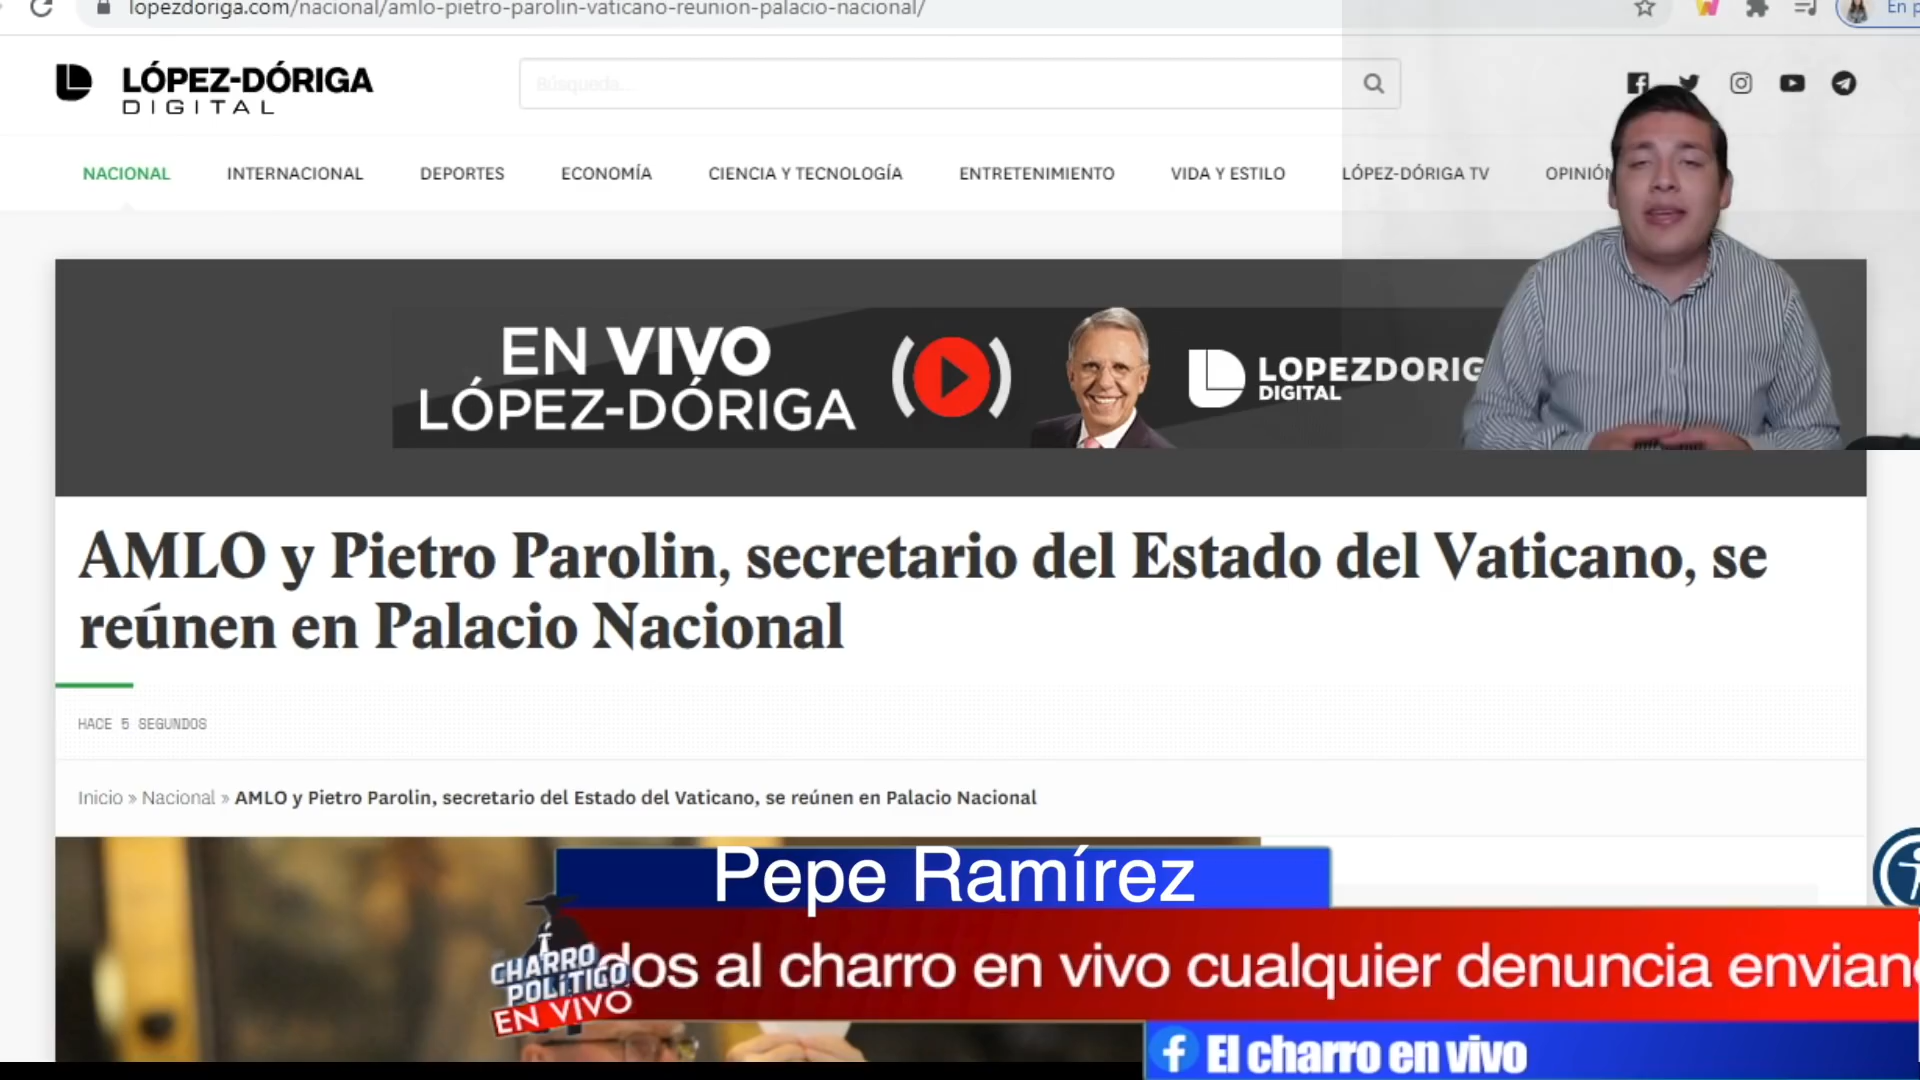 lopezdoriga.com/nacional/amlo-pietro-parolin-vaticano-reunion-palacio-nacional/
En p
LÓPEZ-DÓRIGA
DIGITAL
Búsqueda...
NACIONAL INTERNACIONAL DEPORTES ECONOMÍA CIENCIA Y TECNOLOGÍA ENTRETENIMIENTO VIDA Y ESTILO LÓPEZ-DÓRIGA TV OPINIÓN
EN VIVO
LÓPEZ-DÓRIGA
LOPEZDORIG
DIGITAL
AMLO y Pietro Parolin, secretario del Estado del Vaticano, se
reúnen en Palacio Nacional
HACE 5 SEGUNDOS
Inicio » Nacional » AMLO y Pietro Parolin, secretario del Estado del Vaticano, se reúnen en Palacio Nacional
Pepe Ramírez
CHARRO
POLÍTICO
EN VIVO
dos al charro en vivo cualquier denuncia envian
El charro en vivo